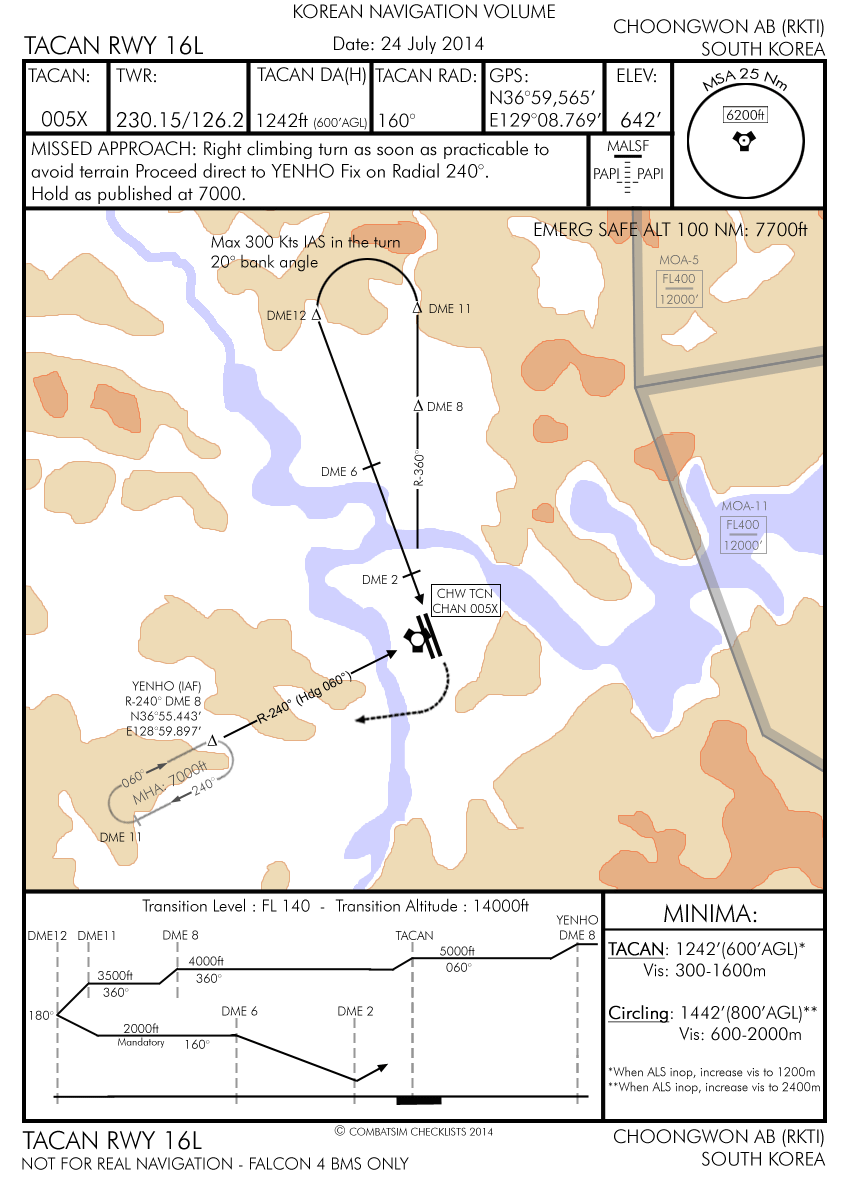 KOREAN NAVIGATION VOLUME
TACAN RWY 16L
Date: 24 July 2014
CHOONGWON AB (RKTI)
SOUTH KOREA
TACAN:
005X
TWR:
230.15/126.2
TACAN DA(H)
1242ft (600'AGL)
TACAN RAD:
160°
GPS:
N36°59,565'
E129°08.769'
ELEV:
642'
MSA 25 Nm
6200ft
MISSED APPROACH: Right climbing turn as soon as practicable to
avoid terrain Proceed direct to YENHO Fix on Radial 240°.
Hold as published at 7000.
MALSF
PAPI PAPI
EMERG SAFE ALT 100 NM: 7700ft
Max 300 Kts IAS in the turn
20° bank angle
MOA-5
FL400
12000'
DME12
DME 11
DME 8
R-360°
DME 6
MOA-11
FL400
12000'
DME 2
CHW TCN
CHAN 005X
YENHO (IAF)
R-240° DME 8
N36°55.443'
E128°59.897'
R-240° (Hdg 060°)
060°
MHA: 7000ft
240°
DME 11
Transition Level : FL 140 - Transition Altitude : 14000ft
DME12
DME11
DME 8
TACAN
YENHO
DME 8
5000ft
060°
4000ft
360°
3500ft
360°
180°
2000ft
Mandatory
160°
DME 6
DME 2
MINIMA:
TACAN: 1242'(600'AGL)*
Vis: 300-1600m
Circling: 1442'(800'AGL)**
Vis: 600-2000m
*When ALS inop, increase vis to 1200m
**When ALS inop, increase vis to 2400m
© COMBATSIM CHECKLISTS 2014
TACAN RWY 16L
NOT FOR REAL NAVIGATION - FALCON 4 BMS ONLY
CHOONGWON AB (RKTI)
SOUTH KOREA